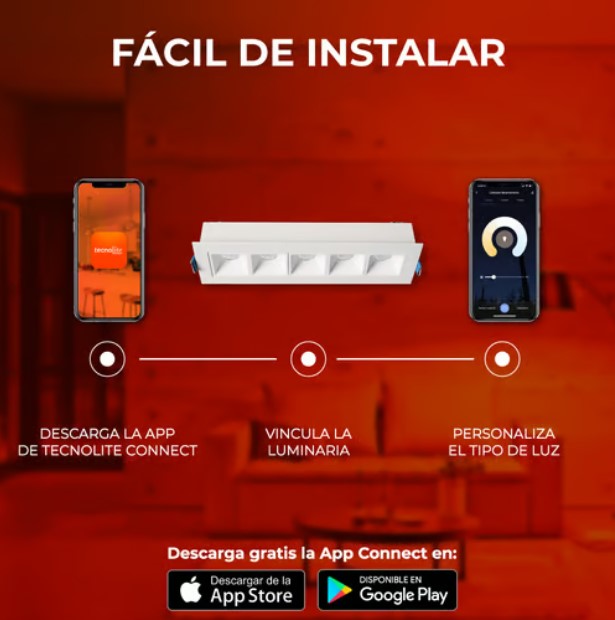 FÁCIL DE INSTALAR
tecnolite
DESCARGA LA APP
DE TECNOLITE CONNECT
VINCULA LA
LUMINARIA
PERSONALIZA
EL TIPO DE LUZ
Descarga gratis la App Connect en:
Descargar de la
App Store
DISPONIBLE EN
Google Play